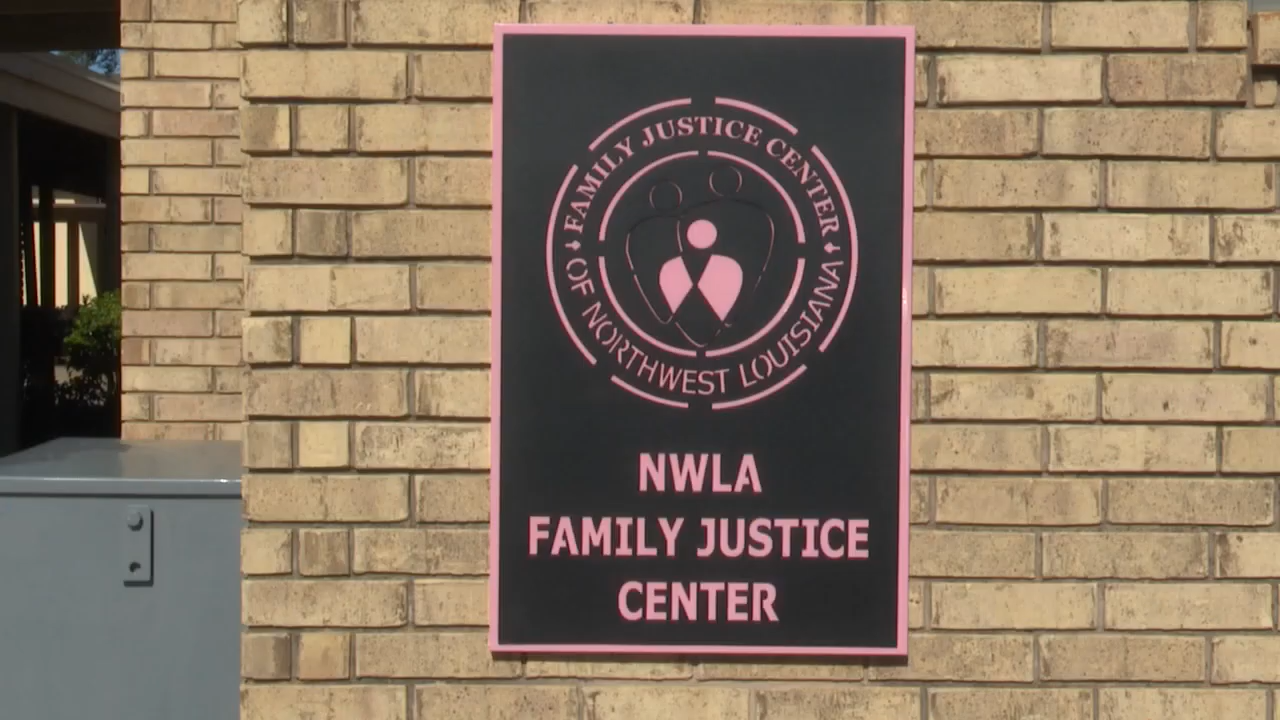 FAMILY JUSTICE CENTER
OF NORTHWEST LOUISIANA
NWLA
FAMILY JUSTICE
CENTER